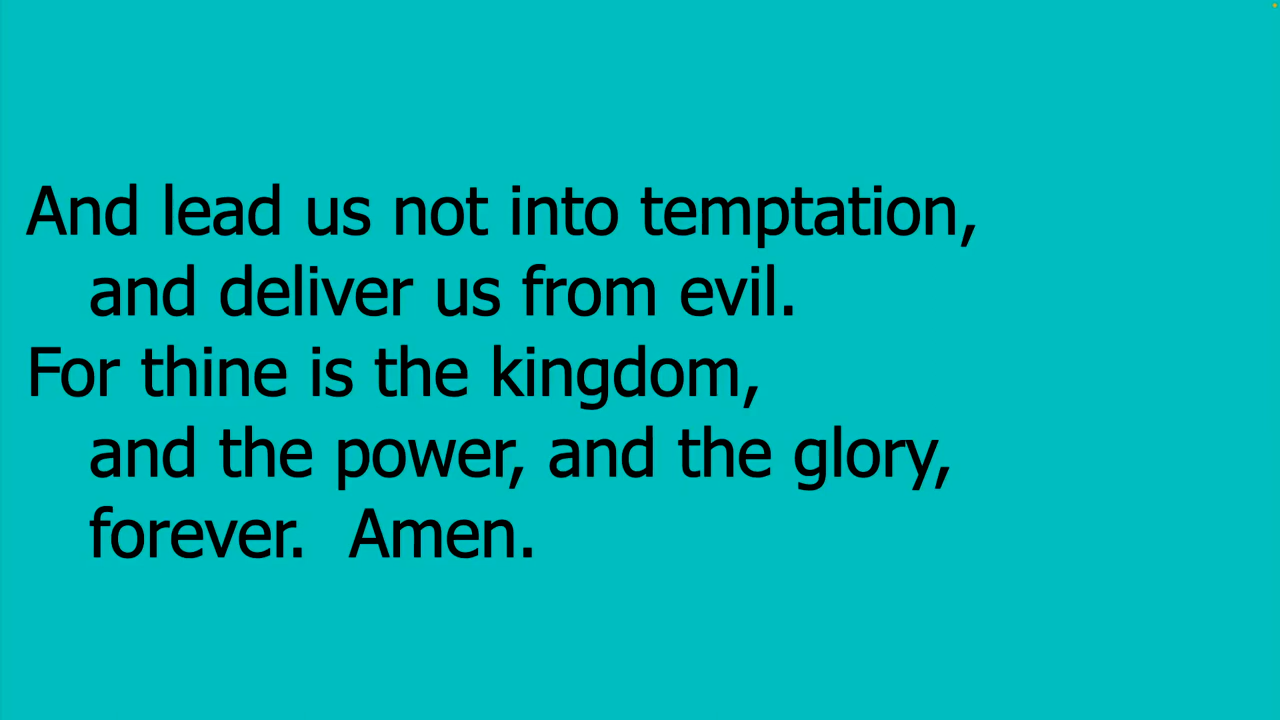 And lead us not into temptation,
and deliver us from evil.
For thine is the kingdom,
and the power, and the glory,
forever.  Amen.